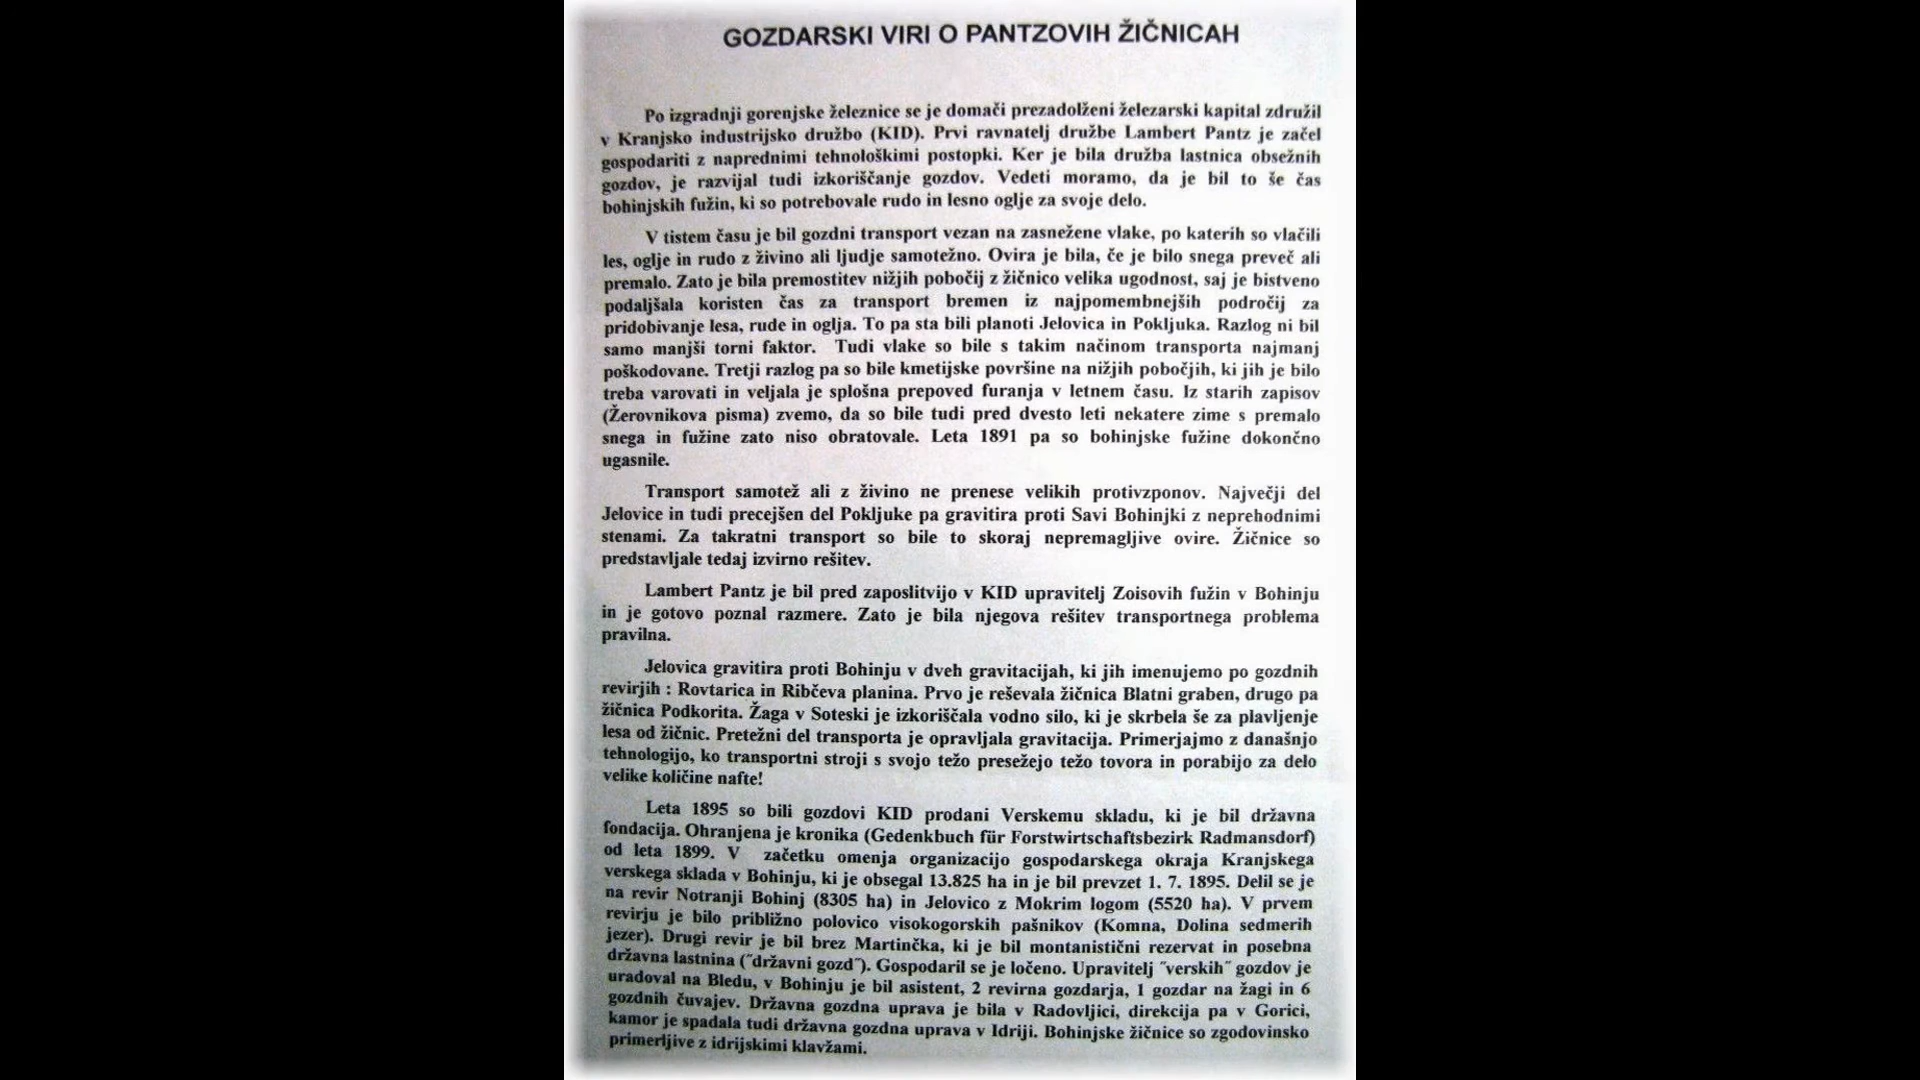 GOZDARSKI VIRI O PANTZOVIH ŽIČNICAH
Po izgradnji gorenjske železnice se je domači prezadolženi železarski kapital združil
v Kranjsko industrijsko družbo (KID). Prvi ravnatelj družbe Lambert Pantz je začel
gospodariti z naprednimi tehnološkimi postopki. Ker je bila družba lastnica obsežnih
gozdov, je razvijal tudi izkoriščanje gozdov. Vedeti moramo, da je bil to še čas
bohinjskih fužin, ki so potrebovale rudo in lesno oglje za svoje delo.
V tistem času je bil gozdni transport vezan na zasnežene vlake, po katerih so vlačili
les, oglje in rudo z živino ali ljudje samotežno. Ovira je bila, če je bilo snega preveč ali
premalo. Zato je bila premostitev nižjih pobočij z žičnico velika ugodnost, saj je bistveno
podaljšala koristen čas za transport bremen iz najpomembnejših področij za
pridobivanje lesa, rude in oglja. To pa sta bili planoti Jelovica in Pokljuka. Razlog ni bil
samo manjši torni faktor. Tudi vlake so bile s takim načinom transporta najmanj
poškodovane. Tretji razlog pa so bile kmetijske površine na nižjih pobočjih, ki jih je bilo
treba varovati in veljala je splošna prepoved furanja v letnem času. Iz starih zapisov
(Žerovnikova pisma) zvemo, da so bile tudi pred dvesto leti nekatere zime s premalo
snega in fužine zato niso obratovale. Leta 1891 pa so bohinjske fužine dokončno
ugasnile.
Transport samotež ali z živino ne prenese velikih protivzponov. Največji del
Jelovice in tudi precejšen del Pokljuke pa gravitira proti Savi Bohinjki z neprehodnimi
stenami. Za takratni transport so bile to skoraj nepremagljive ovire. Žičnice so
predstavljale tedaj izvirno rešitev.
Lambert Pantz je bil pred zaposlitvijo v KID upravitelj Zoisovih fužin v Bohinju
in je gotovo poznal razmere. Zato je bila njegova rešitev transportnega problema
pravilna.
Jelovica gravitira proti Bohinju v dveh gravitacijah, ki jih imenujemo po gozdnih
revirjih : Rovtarica in Ribčeva planina. Prvo je reševala žičnica Blatni graben, drugo pa
žičnica Podkorita. Žaga v Soteski je izkoriščala vodno silo, ki je skrbela še za plavljenje
lesa od žičnic. Pretežni del transporta je opravljala gravitacija. Primerjajmo z današnjo
tehnologijo, ko transportni stroji s svojo težo presežejo težo tovora in porabijo za delo
velike količine nafte!
Leta 1895 so bili gozdovi KID prodani Verskemu skladu, ki je bil državna
fondacija. Ohranjena je kronika (Gedenkbuch für Forstwirtschaftsbezirk Radmansdorf)
od leta 1899. V začetku omenja organizacijo gospodarskega okraja Kranjskega
verskega sklada v Bohinju, ki je obsegal 13.825 ha in je bil prevzet 1. 7. 1895. Delil se je
na revir Notranji Bohinj (8305 ha) in Jelovico z Mokrim logom (5520 ha). V prvem
revirju je bilo približno polovico visokogorskih pašnikov (Komna, Dolina sedmerih
jezer). Drugi revir je bil brez Martinčka, ki je bil montanistični rezervat in posebna
državna lastnina (˝državni gozd˝). Gospodaril se je ločeno. Upravitelj ˝verskih˝ gozdov je
uradoval na Bledu, v Bohinju je bil asistent, 2 revirna gozdarja, 1 gozdar na žagi in 6
gozdnih čuvajev. Državna gozdna uprava je bila v Radovljici, direkcija pa v Gorici,
kamor je spadala tudi državna gozdna uprava v Idriji. Bohinjske žičnice so zgodovinsko
primerljive z idrijskimi klavžami.